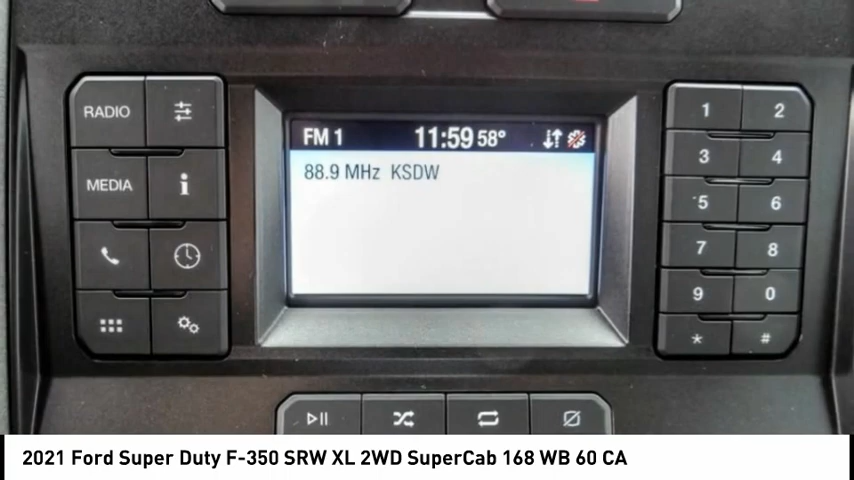 RADIO
MEDIA
FM 1 11:59 58°
88.9 MHz KSDW
1 2
3 4
5 6
7 8
9 0
* #
2021 Ford Super Duty F-350 SRW XL 2WD SuperCab 168 WB 60 CA